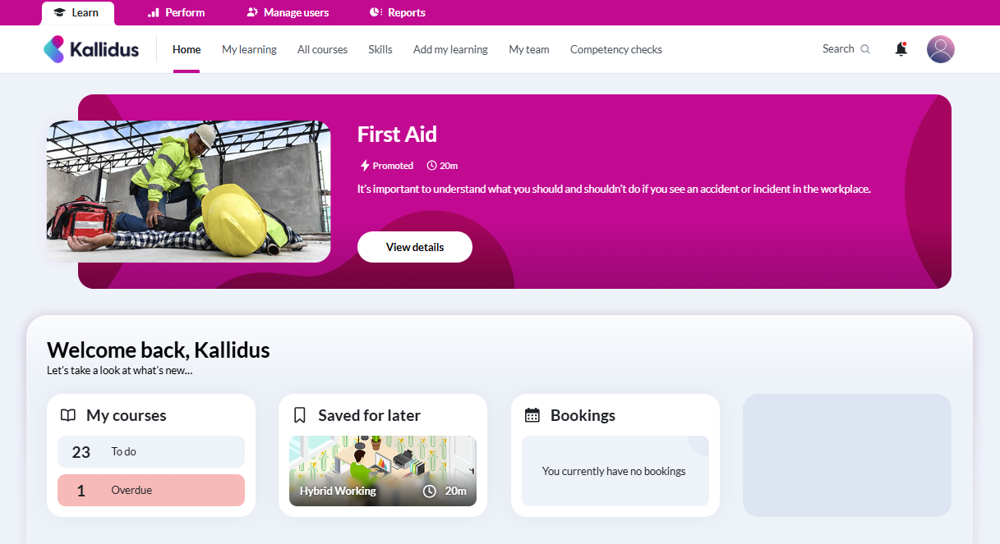 Learn
Perform
Manage users
Reports
Kallidus
Home
My learning
All courses
Skills
Add my learning
My team
Competency checks
Search
First Aid
Promoted
20m
It's important to understand what you should and shouldn't do if you see an accident or incident in the workplace.
View details
Welcome back, Kallidus
Let's take a look at what's new...
My courses
23 To do
1 Overdue
Saved for later
Hybrid Working 20m
Bookings
You currently have no bookings